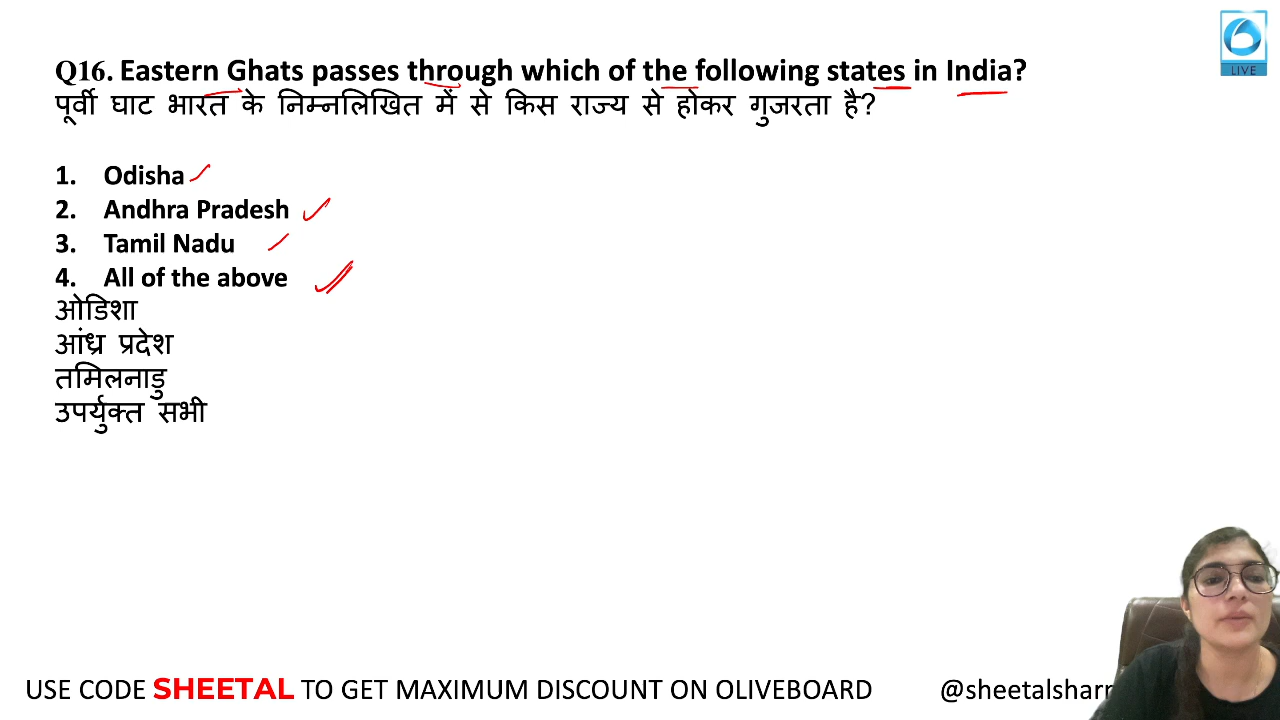 Q16. Eastern Ghats passes through which of the following states in India?
पूर्वी घाट भारत के निम्नलिखित में से किस राज्य से होकर गुजरता है?
1. Odisha
2. Andhra Pradesh
3. Tamil Nadu
4. All of the above
ओडिशा
आंध्र प्रदेश
तमिलनाडु
उपर्युक्त सभी
LIVE
USE CODE SHEETAL TO GET MAXIMUM DISCOUNT ON OLIVEBOARD